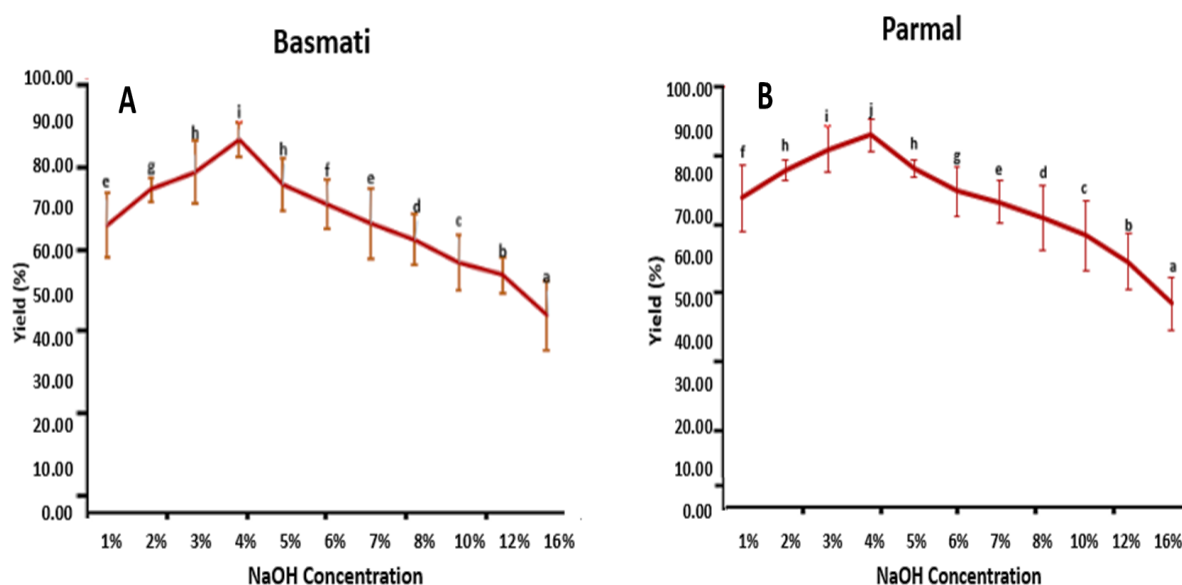 Basmati
A
Yield (%)
100.00
90.00
80.00
70.00
60.00
50.00
40.00
30.00
20.00
10.00
0.00
e
g
h
i
h
f
e
d
c
b
a
1% 2% 3% 4% 5% 6% 7% 8% 10% 12% 16%
NaOH Concentration
Parmal
B
Yield (%)
100.00
90.00
80.00
70.00
60.00
50.00
40.00
30.00
20.00
10.00
0.00
f
h
i
j
h
g
e
d
c
b
a
1% 2% 3% 4% 5% 6% 7% 8% 10% 12% 16%
NaOH Concentration